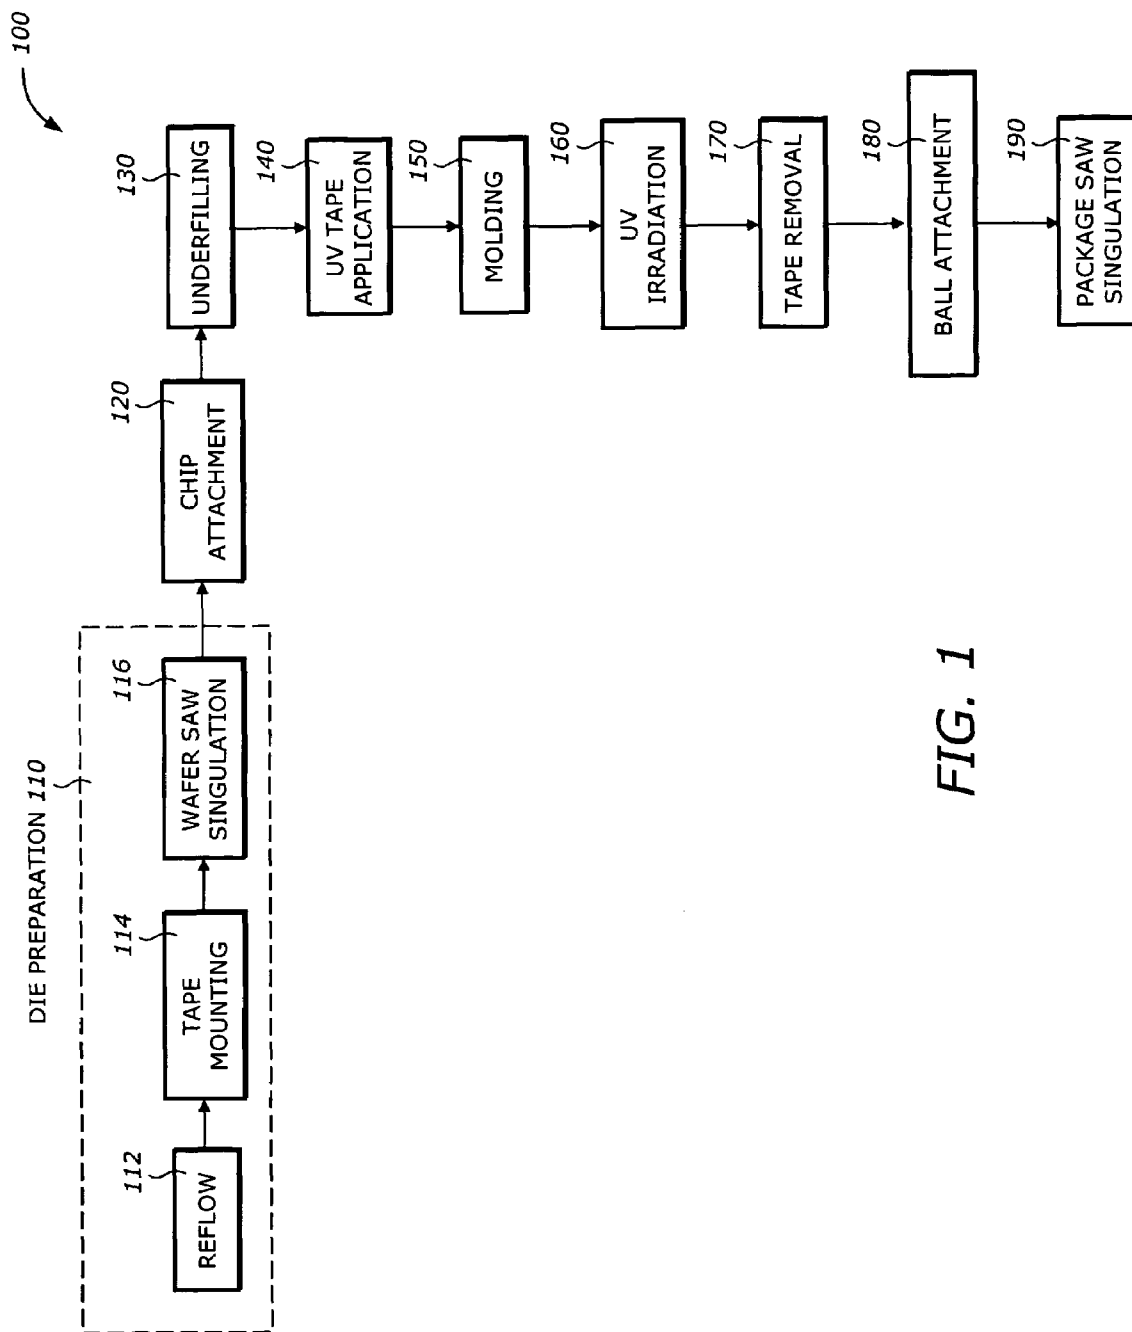 100
DIE PREPARATION 110
112
REFLOW
114
TAPE
MOUNTING
116
WAFER SAW
SINGULATION
120
CHIP
ATTACHMENT
130
UNDERFILLING
140
UV TAPE
APPLICATION
150
MOLDING
160
UV
IRRADIATION
170
TAPE REMOVAL
180
BALL ATTACHMENT
190
PACKAGE SAW
SINGULATION
FIG. 1